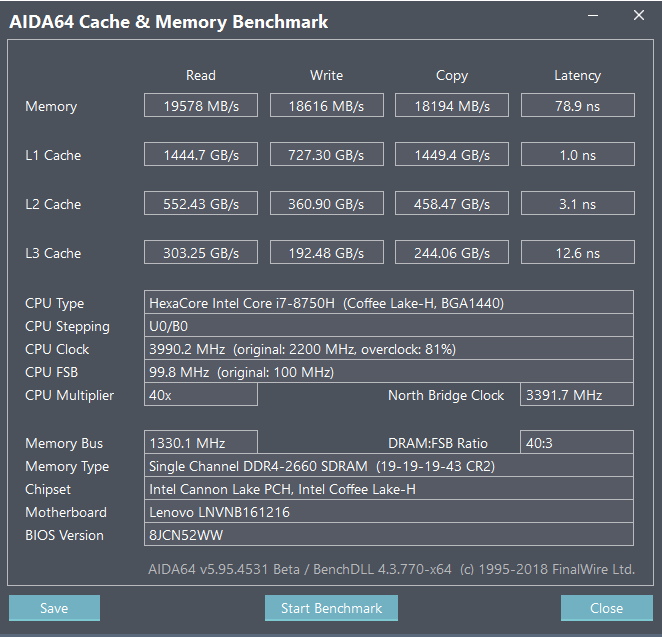 AIDA64 Cache & Memory Benchmark
Read Write Copy Latency
Memory 19578 MB/s 18616 MB/s 18194 MB/s 78.9 ns
L1 Cache 1444.7 GB/s 727.30 GB/s 1449.4 GB/s 1.0 ns
L2 Cache 552.43 GB/s 360.90 GB/s 458.47 GB/s 3.1 ns
L3 Cache 303.25 GB/s 192.48 GB/s 244.06 GB/s 12.6 ns
CPU Type HexaCore Intel Core i7-8750H (Coffee Lake-H, BGA1440)
CPU Stepping U0/B0
CPU Clock 3990.2 MHz (original: 2200 MHz, overclock: 81%)
CPU FSB 99.8 MHz (original: 100 MHz)
CPU Multiplier 40x North Bridge Clock 3391.7 MHz
Memory Bus 1330.1 MHz DRAM:FSB Ratio 40:3
Memory Type Single Channel DDR4-2660 SDRAM (19-19-19-43 CR2)
Chipset Intel Cannon Lake PCH, Intel Coffee Lake-H
Motherboard Lenovo LNVNB161216
BIOS Version 8JCN52WW
AIDA64 v5.95.4531 Beta / BenchDLL 4.3.770-x64 (c) 1995-2018 FinalWire Ltd.
Save Start Benchmark Close